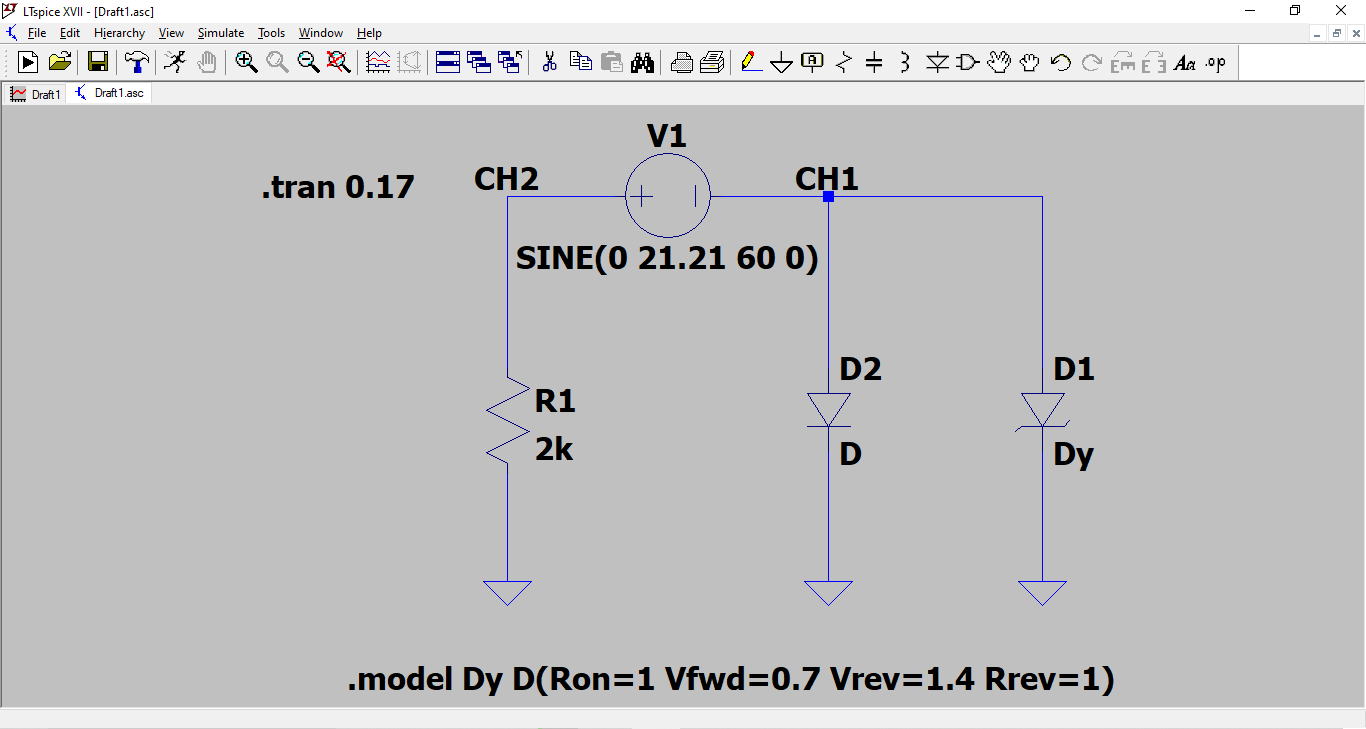 LTspice XVII - [Draft1.asc]
File Edit Hierarchy View Simulate Tools Window Help
Draft1 Draft1.asc
V1
.tran 0.17
CH2
CH1
SINE(0 21.21 60 0)
D2
D1
R1
2k
D
Dy
.model Dy D(Ron=1 Vfwd=0.7 Vrev=1.4 Rrev=1)